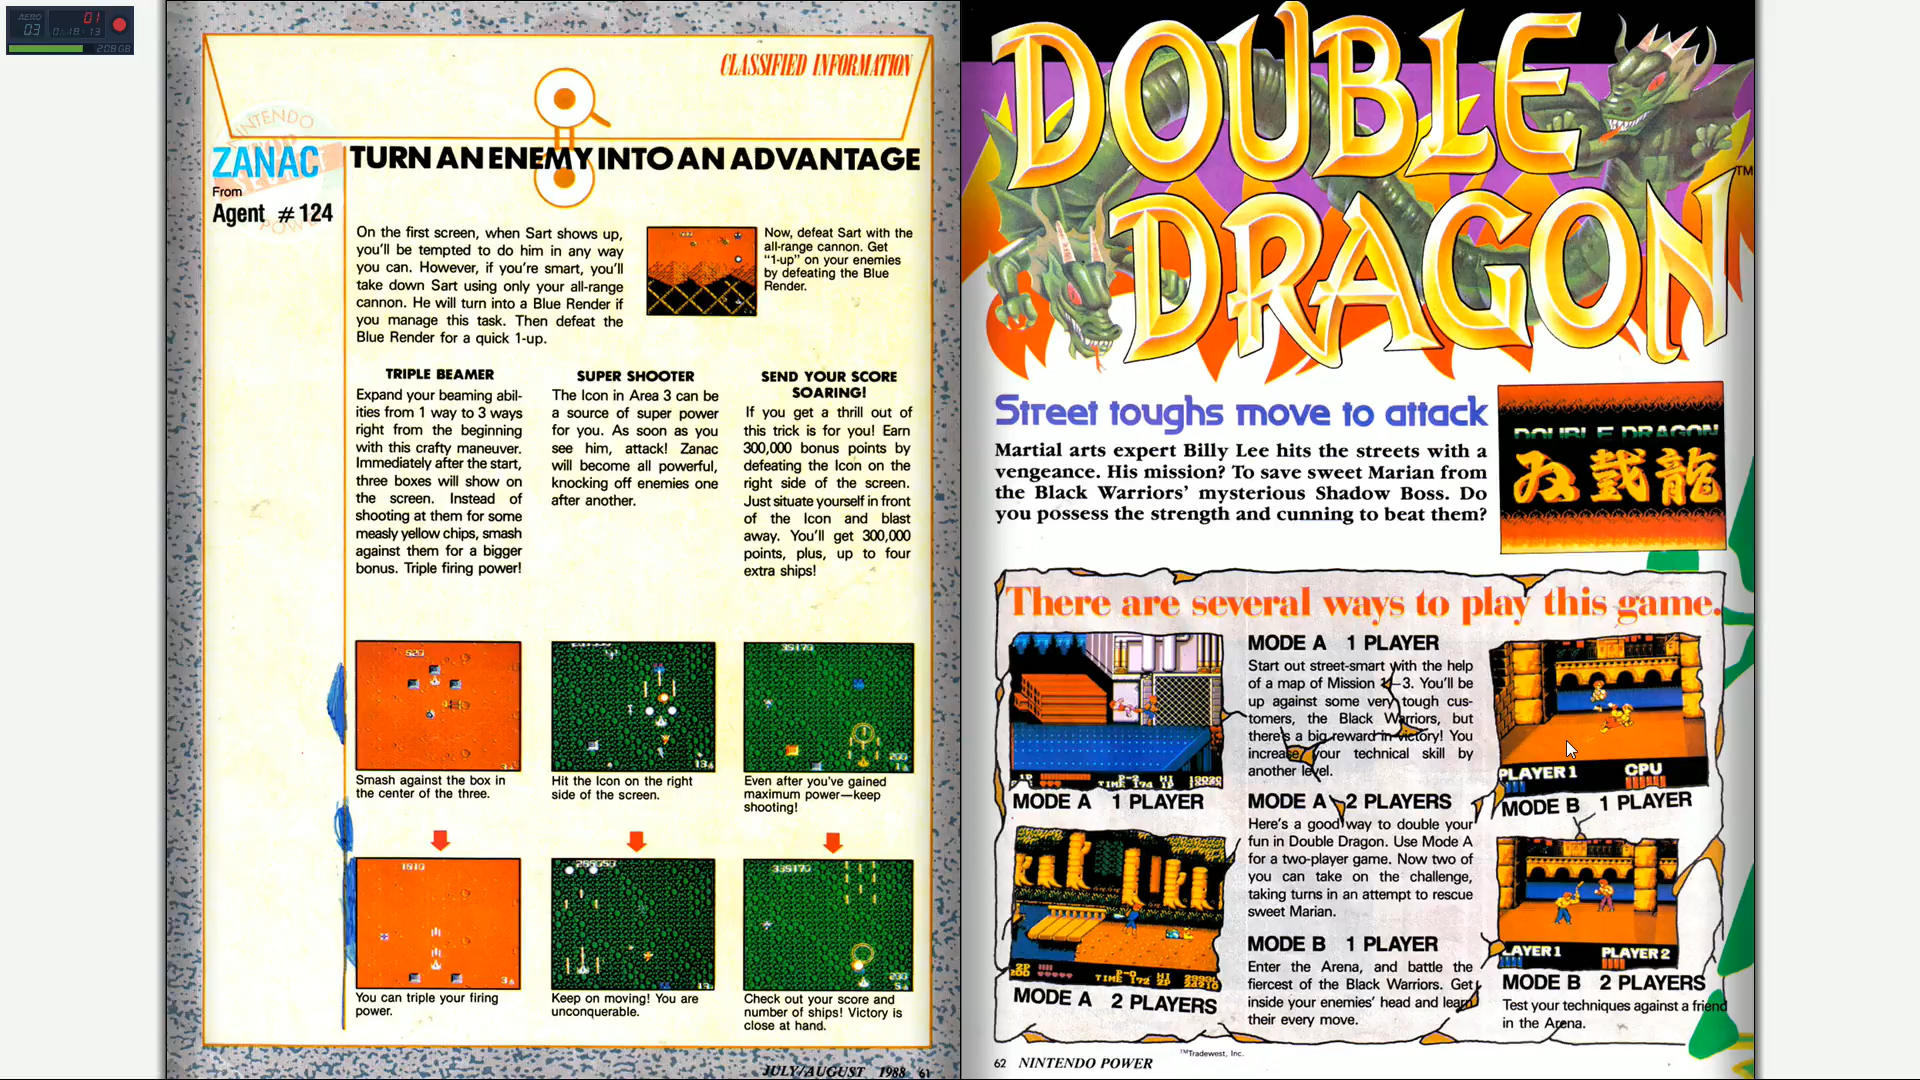 AERO
03
01
0:18:13
209GB
CLASSIFIED INFORMATION
NINTENDO
ZANAC
From
Agent # 124
TURN AN ENEMY INTO AN ADVANTAGE
On the first screen, when Sart shows up,
you'll be tempted to do him in any way
you can. However, if you're smart, you'll
take down Sart using only your all-range
cannon. He will turn into a Blue Render if
you manage this task. Then defeat the
Blue Render for a quick 1-up.
Now, defeat Sart with the
all-range cannon. Get
"1-up" on your enemies
by defeating the Blue
Render.
TRIPLE BEAMER
Expand your beaming abil-
ities from 1 way to 3 ways
right from the beginning
with this crafty maneuver.
Immediately after the start,
three boxes will show on
the screen. Instead of
shooting at them for some
measly yellow chips, smash
against them for a bigger
bonus. Triple firing power!
SUPER SHOOTER
The Icon in Area 3 can be
a source of super power
for you. As soon as you
see him, attack! Zanac
will become all powerful,
knocking off enemies one
after another.
SEND YOUR SCORE
SOARING!
If you get a thrill out of
this trick is for you! Earn
300,000 bonus points by
defeating the Icon on the
right side of the screen.
Just situate yourself in front
of the Icon and blast
away. You'll get 300,000
points, plus, up to four
extra ships!
Smash against the box in
the center of the three.
Hit the Icon on the right
side of the screen.
35170
Even after you've gained
maximum power—keep
shooting!
1810
You can triple your firing
power.
Keep on moving! You are
unconquerable.
335170
Check out your score and
number of ships! Victory is
close at hand.
JULY/AUGUST 1988 61
DOUBLE
DRAGON
TM
Street toughs move to attack
Martial arts expert Billy Lee hits the streets with a
vengeance. His mission? To save sweet Marian from
the Black Warriors' mysterious Shadow Boss. Do
you possess the strength and cunning to beat them?
DOUBLE DRAGON
There are several ways to play this game.
MODE A 1 PLAYER
Start out street-smart with the help
of a map of Mission 1–3. You'll be
up against some very tough cus-
tomers, the Black Warriors, but
there's a big reward in victory! You
increase your technical skill by
another level.
MODE A 2 PLAYERS
Here's a good way to double your
fun in Double Dragon. Use Mode A
for a two-player game. Now two of
you can take on the challenge,
taking turns in an attempt to rescue
sweet Marian.
MODE B 1 PLAYER
Enter the Arena, and battle the
fiercest of the Black Warriors. Get
inside your enemies' head and learn
their every move.
MODE A 1 PLAYER
MODE A 2 PLAYERS
PLAYER 1 CPU
MODE B 1 PLAYER
PLAYER 2
MODE B 2 PLAYERS
Test your techniques against a friend
in the Arena.
™Tradewest, Inc.
62 NINTENDO POWER